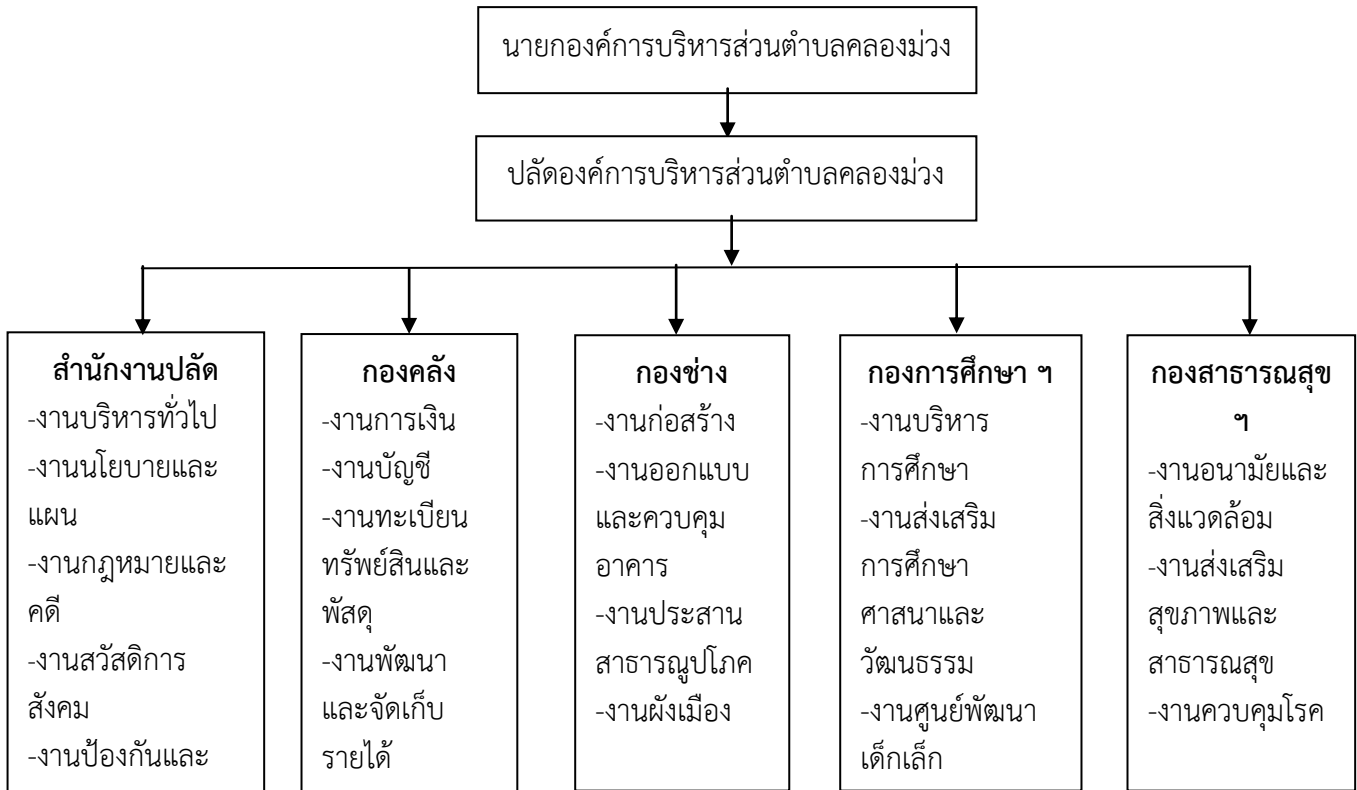 นายกองค์การบริหารส่วนตำบลคลองม่วง
ปลัดองค์การบริหารส่วนตำบลคลองม่วง
สำนักงานปลัด
-งานบริหารทั่วไป
-งานนโยบายและ
แผน
-งานกฎหมายและ
คดี
-งานสวัสดิการ
สังคม
-งานป้องกันและ
กองคลัง
-งานการเงิน
-งานบัญชี
-งานทะเบียน
ทรัพย์สินและ
พัสดุ
-งานพัฒนา
และจัดเก็บ
รายได้
กองช่าง
-งานก่อสร้าง
-งานออกแบบ
และควบคุม
อาคาร
-งานประสาน
สาธารณูปโภค
-งานผังเมือง
กองการศึกษา ฯ
-งานบริหาร
การศึกษา
-งานส่งเสริม
การศึกษา
ศาสนาและ
วัฒนธรรม
-งานศูนย์พัฒนา
เด็กเล็ก
กองสาธารณสุข
ฯ
-งานอนามัยและ
สิ่งแวดล้อม
-งานส่งเสริม
สุขภาพและ
สาธารณสุข
-งานควบคุมโรค